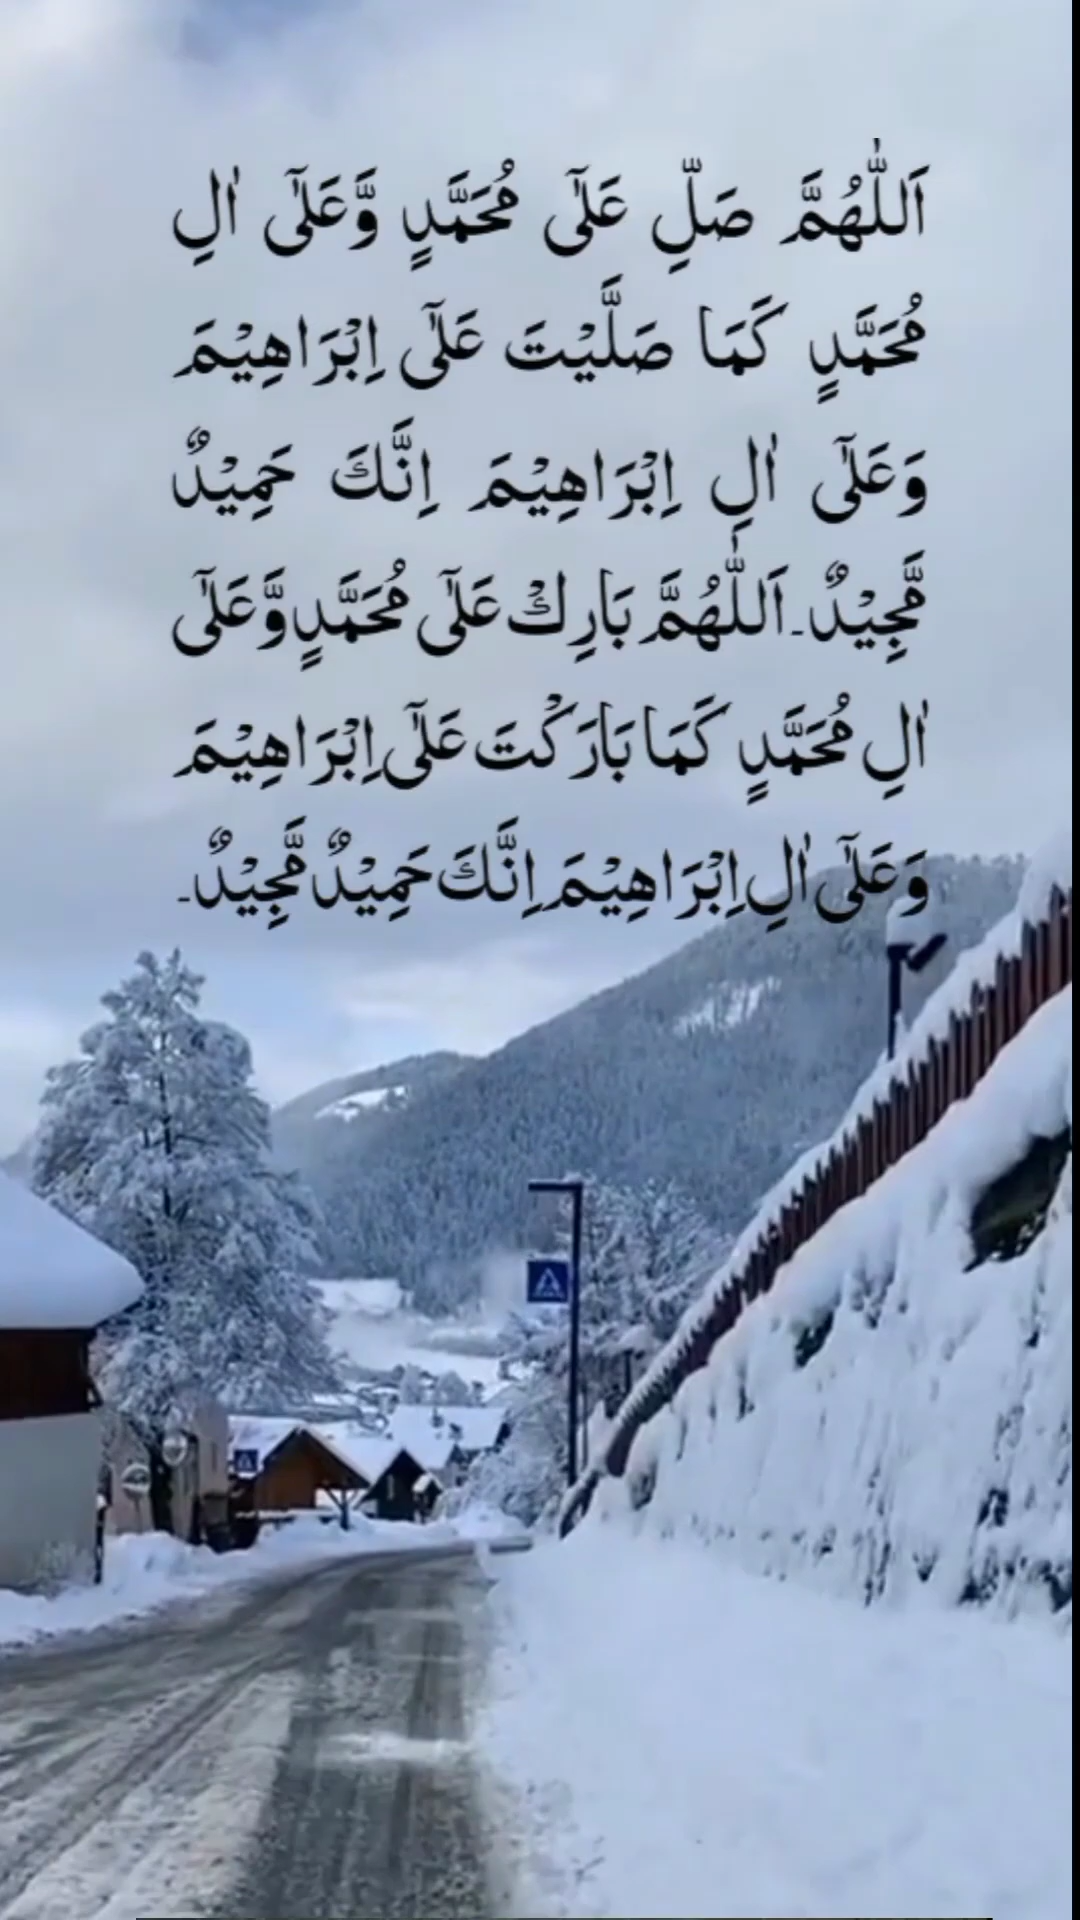 اَللّٰهُمَّ صَلِّ عَلٰٓى مُحَمَّدٍ وَّعَلٰٓى اٰلِ
مُحَمَّدٍ كَمَا صَلَّيْتَ عَلٰٓى اِبْرَاهِيْمَ
وَعَلٰٓى اٰلِ اِبْرَاهِيْمَ اِنَّكَ حَمِيْدٌ
مَّجِيْدٌ۔ اَللّٰهُمَّ بَارِكْ عَلٰٓى مُحَمَّدٍ وَّعَلٰٓى
اٰلِ مُحَمَّدٍ كَمَا بَارَكْتَ عَلٰٓى اِبْرَاهِيْمَ
وَعَلٰٓى اٰلِ اِبْرَاهِيْمَ اِنَّكَ حَمِيْدٌ مَّجِيْدٌ۔